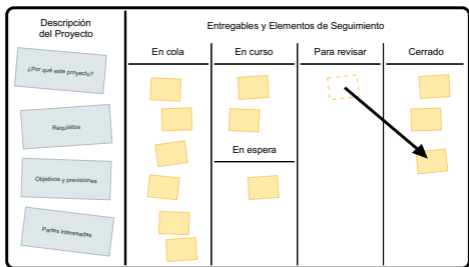 Descripción
del Proyecto
Entregables y Elementos de Seguimiento
En cola
En curso
Para revisar
Cerrado
¿Por qué este proyecto?
Requisitos
En espera
Objetivos y previsiones
Partes interesadas